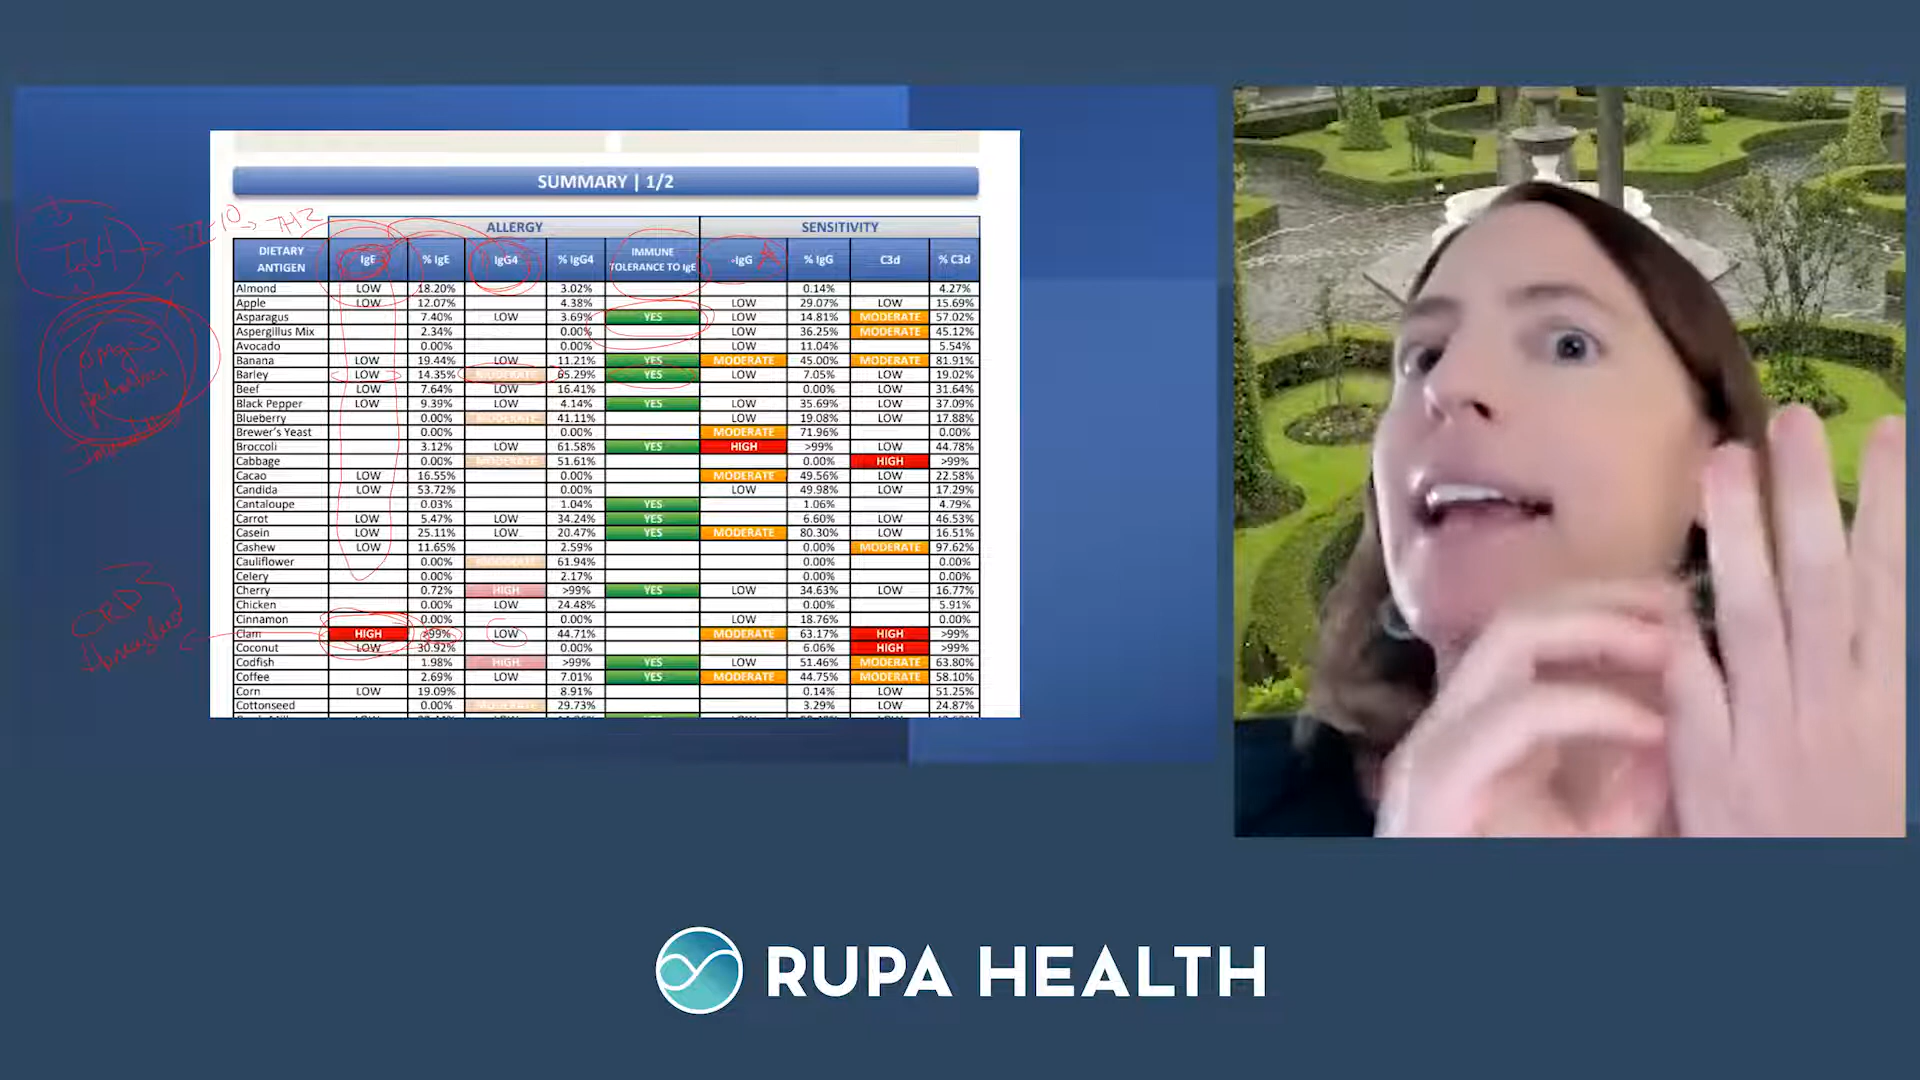 SUMMARY | 1/2
ALLERGY SENSITIVITY
DIETARY ANTIGEN IgE % IgE IgG4 % IgG4 IMMUNE TOLERANCE TO IgE -IgG % IgG C3d % C3d
Almond LOW 18.20% 3.02% 0.14% 4.27%
Apple LOW 12.07% 4.38% LOW 29.07% LOW 15.69%
Asparagus 7.40% LOW 3.69% YES LOW 14.81% MODERATE 57.02%
Aspergillus Mix 2.34% 0.00% LOW 36.25% MODERATE 45.12%
Avocado 0.00% 0.00% LOW 11.04% 5.54%
Banana LOW 19.44% LOW 11.21% YES MODERATE 45.00% MODERATE 81.91%
Barley LOW 14.35% MODERATE 65.29% YES LOW 7.05% LOW 19.02%
Beef LOW 7.64% LOW 16.41% 0.00% LOW 31.64%
Black Pepper LOW 9.39% LOW 4.14% YES LOW 35.69% LOW 37.09%
Blueberry 0.00% MODERATE 41.11% LOW 19.08% LOW 17.88%
Brewer's Yeast 0.00% 0.00% MODERATE 71.96% 0.00%
Broccoli 3.12% LOW 61.58% YES HIGH >99% LOW 44.78%
Cabbage 0.00% MODERATE 51.61% 0.00% HIGH >99%
Cacao LOW 16.55% 0.00% MODERATE 49.56% LOW 22.58%
Candida LOW 53.72% 0.00% LOW 49.98% LOW 17.29%
Cantaloupe 0.03% 1.04% YES 1.06% 4.79%
Carrot LOW 5.47% LOW 34.24% YES 6.60% LOW 46.53%
Casein LOW 25.11% LOW 20.47% YES MODERATE 80.30% LOW 16.51%
Cashew LOW 11.65% 2.59% 0.00% MODERATE 97.62%
Cauliflower 0.00% MODERATE 61.94% 0.00% 0.00%
Celery 0.00% 2.17% 0.00% 0.00%
Cherry 0.72% HIGH >99% YES LOW 34.63% LOW 16.77%
Chicken 0.00% LOW 24.48% 0.00% 5.91%
Cinnamon 0.00% 0.00% LOW 18.76% 0.00%
Clam HIGH >99% LOW 44.71% MODERATE 63.17% HIGH >99%
Coconut LOW 30.92% 0.00% 6.06% HIGH >99%
Codfish 1.98% HIGH >99% YES LOW 51.46% MODERATE 63.80%
Coffee 2.69% LOW 7.01% YES MODERATE 44.75% MODERATE 58.10%
Corn LOW 19.09% 8.91% 0.14% LOW 51.25%
Cottonseed 0.00% MODERATE 29.73% 3.29% LOW 24.87%
IgG4 IL-10 TH2
RUPA HEALTH